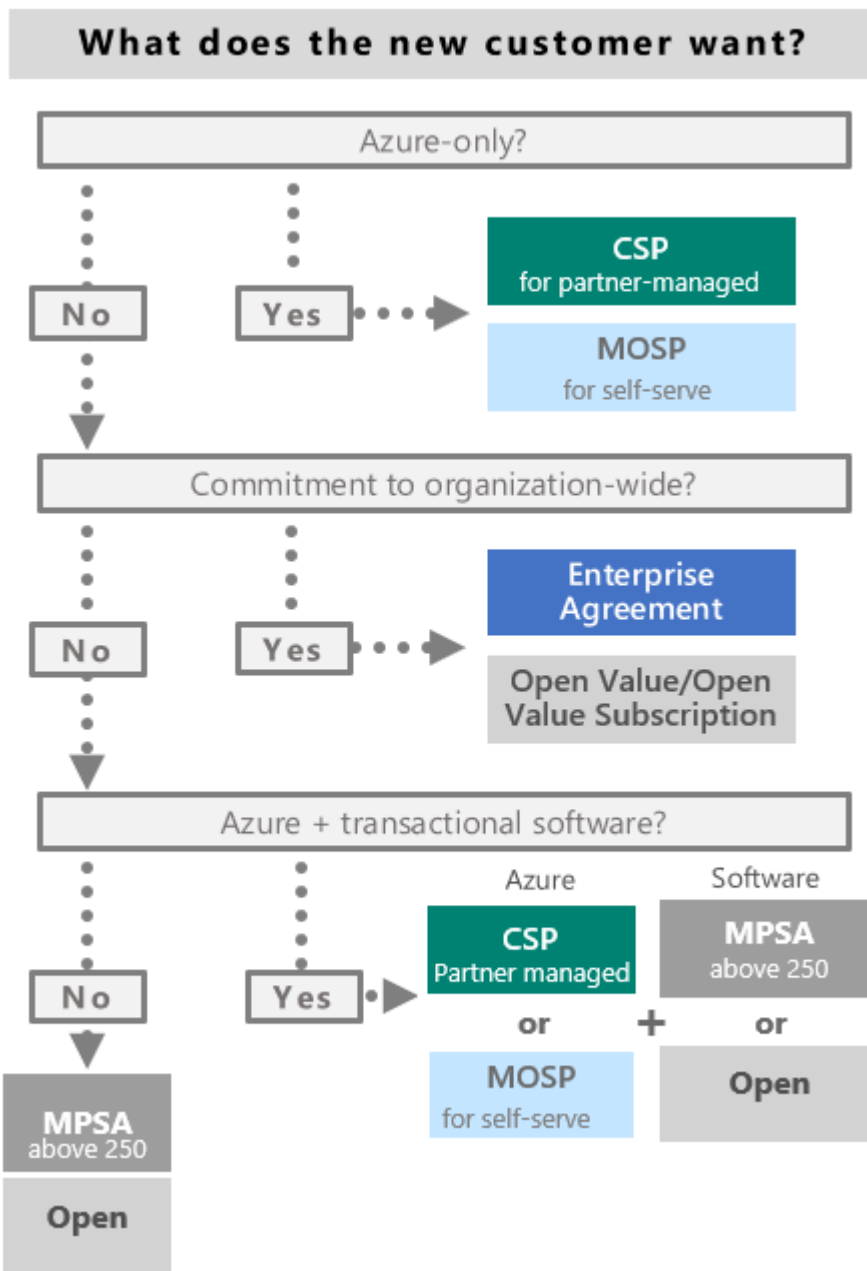 What does the new customer want?
Azure-only?
No
Yes
CSP
for partner-managed
MOSP
for self-serve
Commitment to organization-wide?
No
Yes
Enterprise
Agreement
Open Value/Open
Value Subscription
Azure + transactional software?
No
Yes
Azure
CSP
Partner managed
or
MOSP
for self-serve
+
Software
MPSA
above 250
or
Open
MPSA
above 250
Open